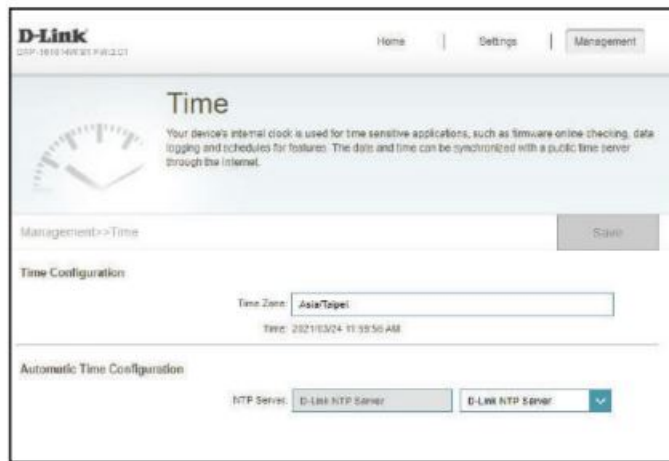 D-Link
Home | Settings | Management
Time
Your device's internal clock is used for time sensitive applications, such as firmware online checking, data
logging and schedules for features. The date and time can be synchronized with a public time server
through the internet.
Management>>Time
Save
Time Configuration
Time Zone: Asia/Taipei
Time: 2021/03/24 11:59:56 AM
Automatic Time Configuration
NTP Server: D-Link NTP Server D-Link NTP Server